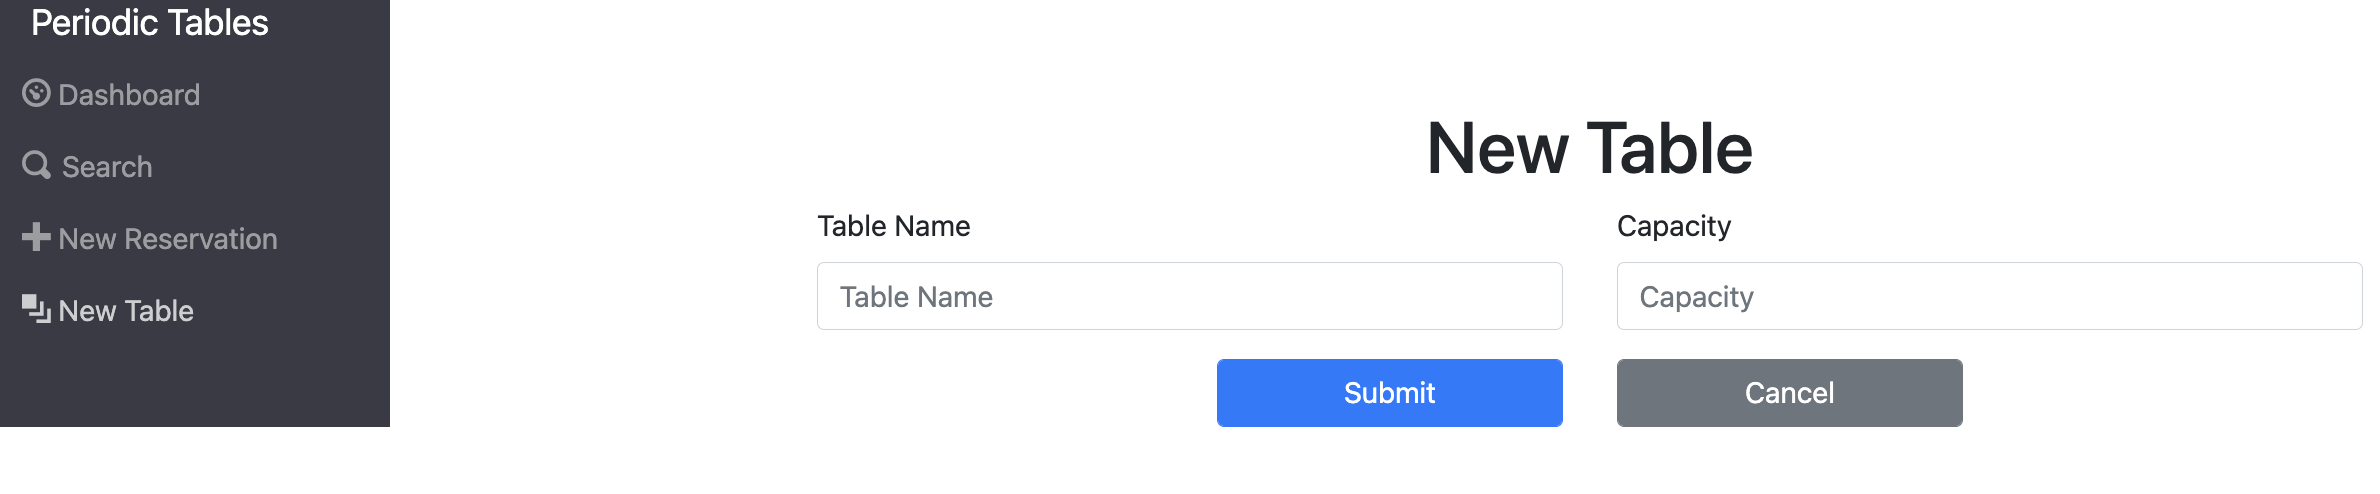 Periodic Tables
Dashboard
Search
New Reservation
New Table
New Table
Table Name
Capacity
Table Name
Capacity
Submit
Cancel